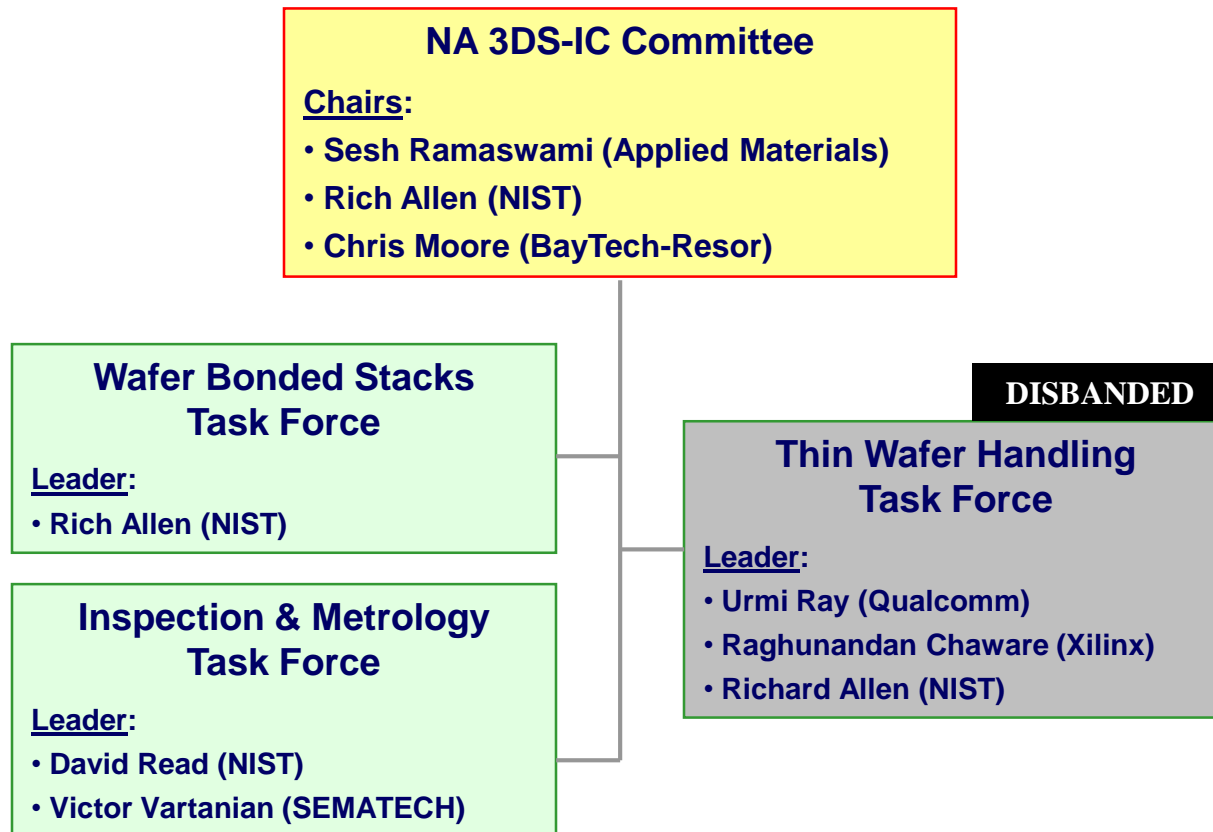 NA 3DS-IC Committee
Chairs:
• Sesh Ramaswami (Applied Materials)
• Rich Allen (NIST)
• Chris Moore (BayTech-Resor)
Wafer Bonded Stacks
Task Force
Leader:
• Rich Allen (NIST)
Inspection & Metrology
Task Force
Leader:
• David Read (NIST)
• Victor Vartanian (SEMATECH)
DISBANDED
Thin Wafer Handling
Task Force
Leader:
• Urmi Ray (Qualcomm)
• Raghunandan Chaware (Xilinx)
• Richard Allen (NIST)